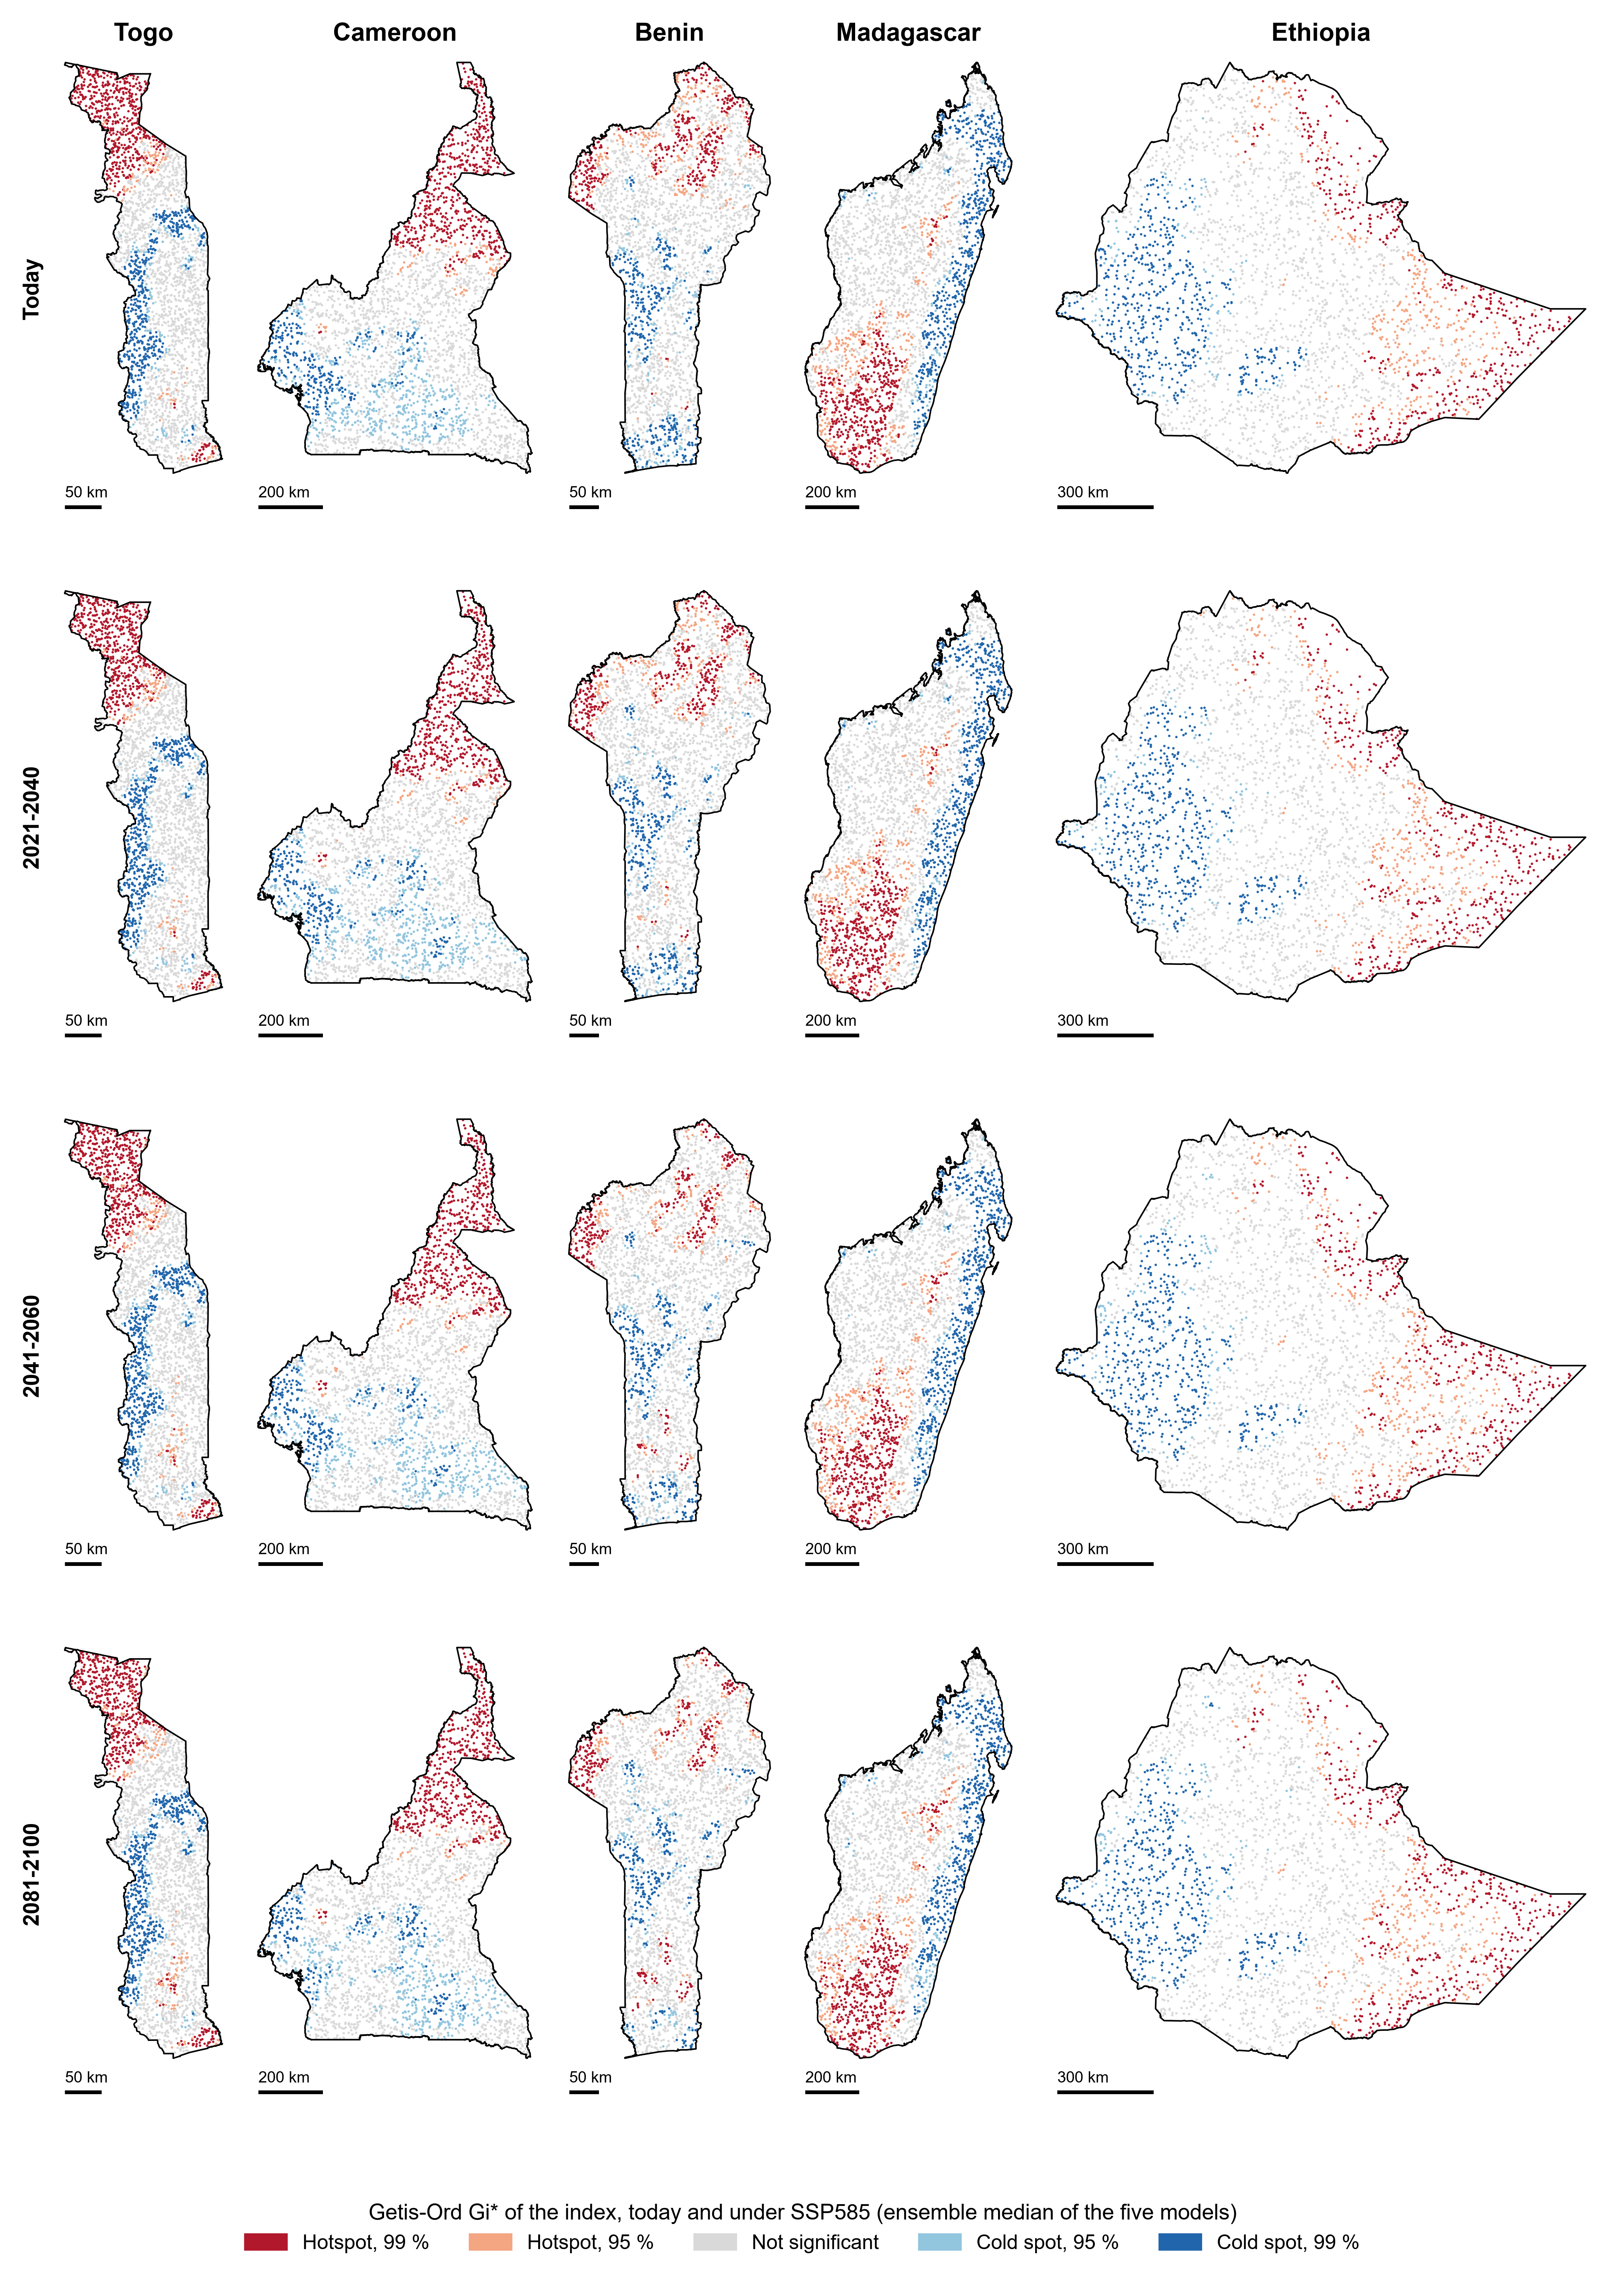 Togo Cameroon Benin Madagascar Ethiopia
Today
50 km 200 km 50 km 200 km 300 km
2021-2040
50 km 200 km 50 km 200 km 300 km
2041-2060
50 km 200 km 50 km 200 km 300 km
2081-2100
50 km 200 km 50 km 200 km 300 km
Getis-Ord Gi* of the index, today and under SSP585 (ensemble median of the five models)
Hotspot, 99 % Hotspot, 95 % Not significant Cold spot, 95 % Cold spot, 99 %